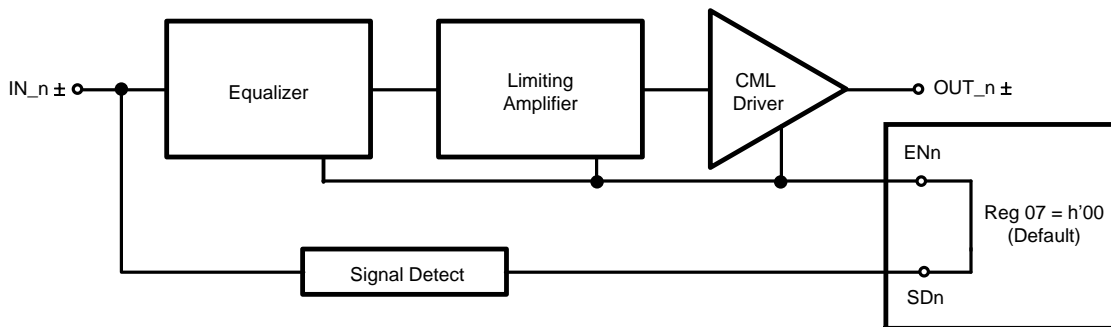 IN_n ±
Equalizer
Limiting
Amplifier
CML
Driver
OUT_n ±
ENn
Reg 07 = h'00
(Default)
Signal Detect
SDn